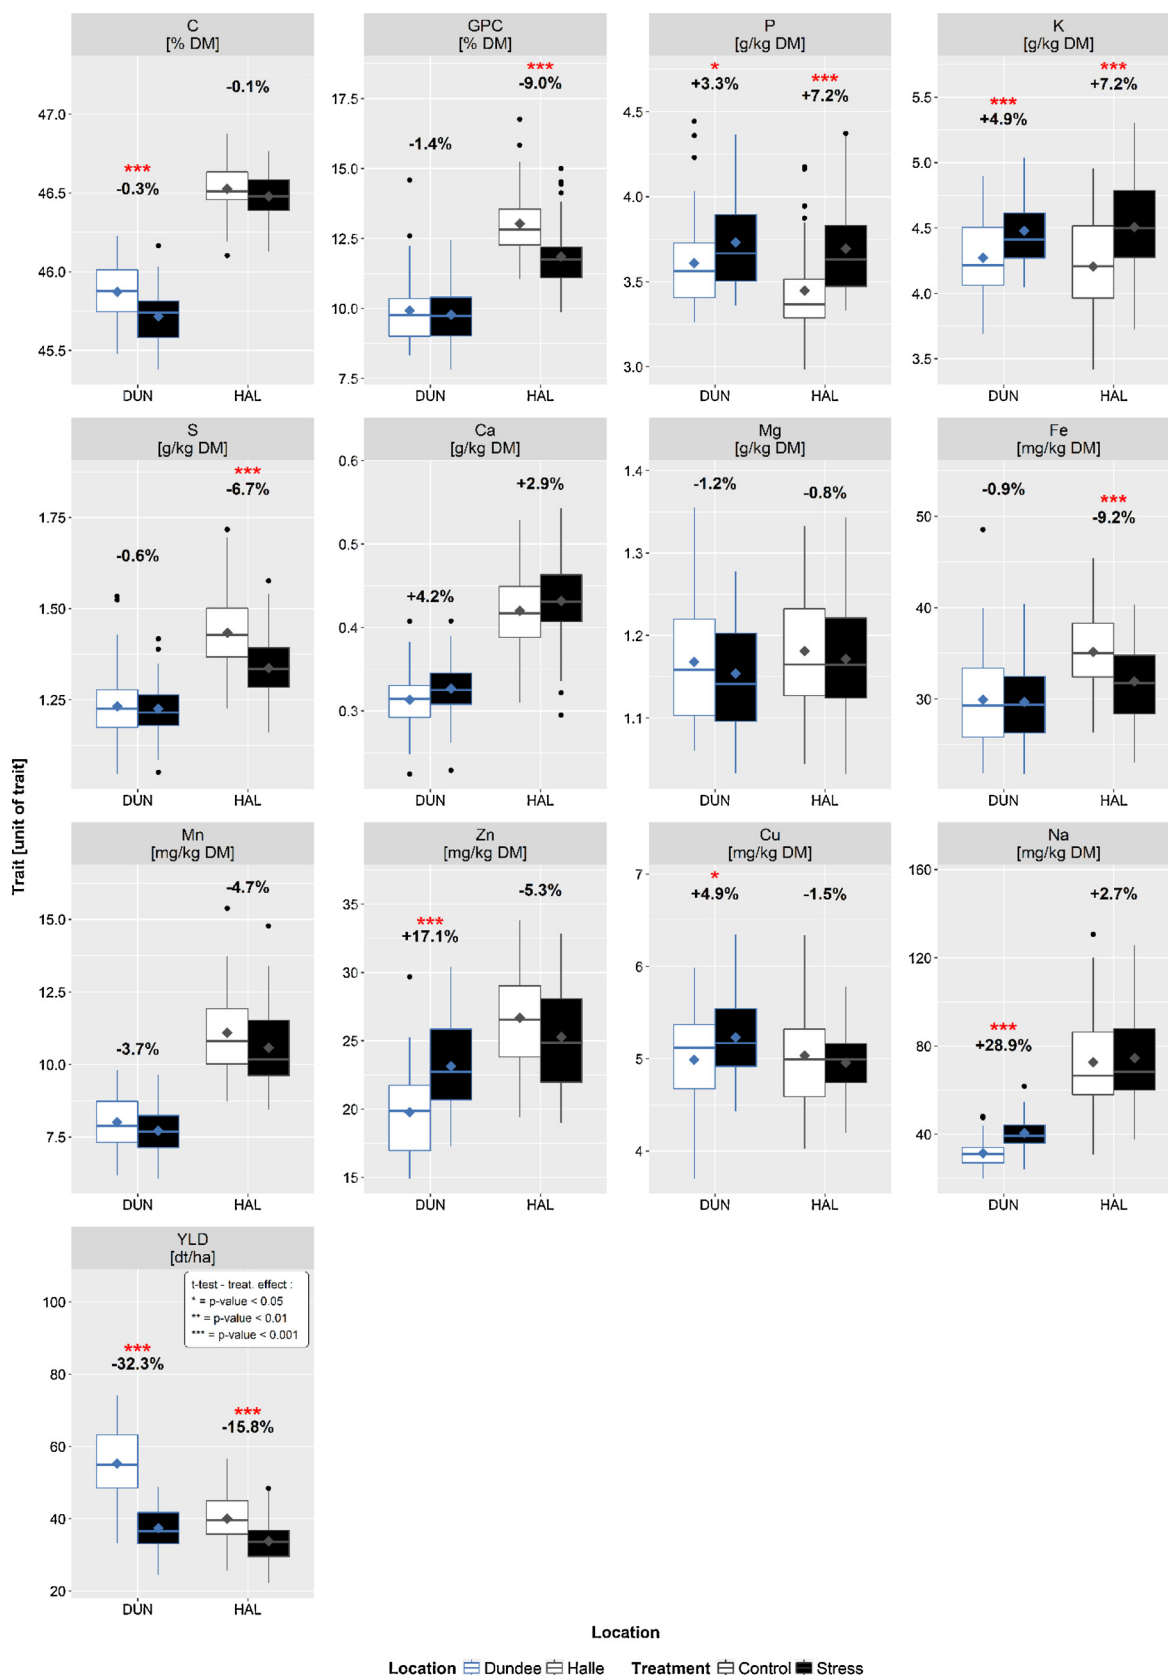 C
[% DM]
GPC
[% DM]
P
[g/kg DM]
K
[g/kg DM]
47.0
46.5
46.0
45.5
-0.1%
***
-0.3%
DUN
HAL
17.5
15.0
12.5
10.0
7.5
***
-9.0%
-1.4%
DUN
HAL
4.5
4.0
3.5
3.0
*
+3.3%
***
+7.2%
DUN
HAL
5.5
5.0
4.5
4.0
3.5
***
+7.2%
***
+4.9%
DUN
HAL
S
[g/kg DM]
Ca
[g/kg DM]
Mg
[g/kg DM]
Fe
[mg/kg DM]
1.75
1.50
1.25
***
-6.7%
-0.6%
DUN
HAL
0.6
0.5
0.4
0.3
+2.9%
+4.2%
DUN
HAL
1.4
1.3
1.2
1.1
-1.2%
-0.8%
DUN
HAL
50
40
30
-0.9%
***
-9.2%
DUN
HAL
Trait [unit of trait]
Mn
[mg/kg DM]
Zn
[mg/kg DM]
Cu
[mg/kg DM]
Na
[mg/kg DM]
15.0
12.5
10.0
7.5
-4.7%
-3.7%
DUN
HAL
35
30
25
20
15
-5.3%
***
+17.1%
DUN
HAL
7
6
5
4
*
+4.9%
-1.5%
DUN
HAL
160
120
80
40
+2.7%
***
+28.9%
DUN
HAL
YLD
[dt/ha]
100
80
60
40
20
t-test - treat. effect :
* = p-value < 0.05
** = p-value < 0.01
*** = p-value < 0.001
***
-32.3%
***
-15.8%
DUN
HAL
Location
Location Dundee Halle Treatment Control Stress